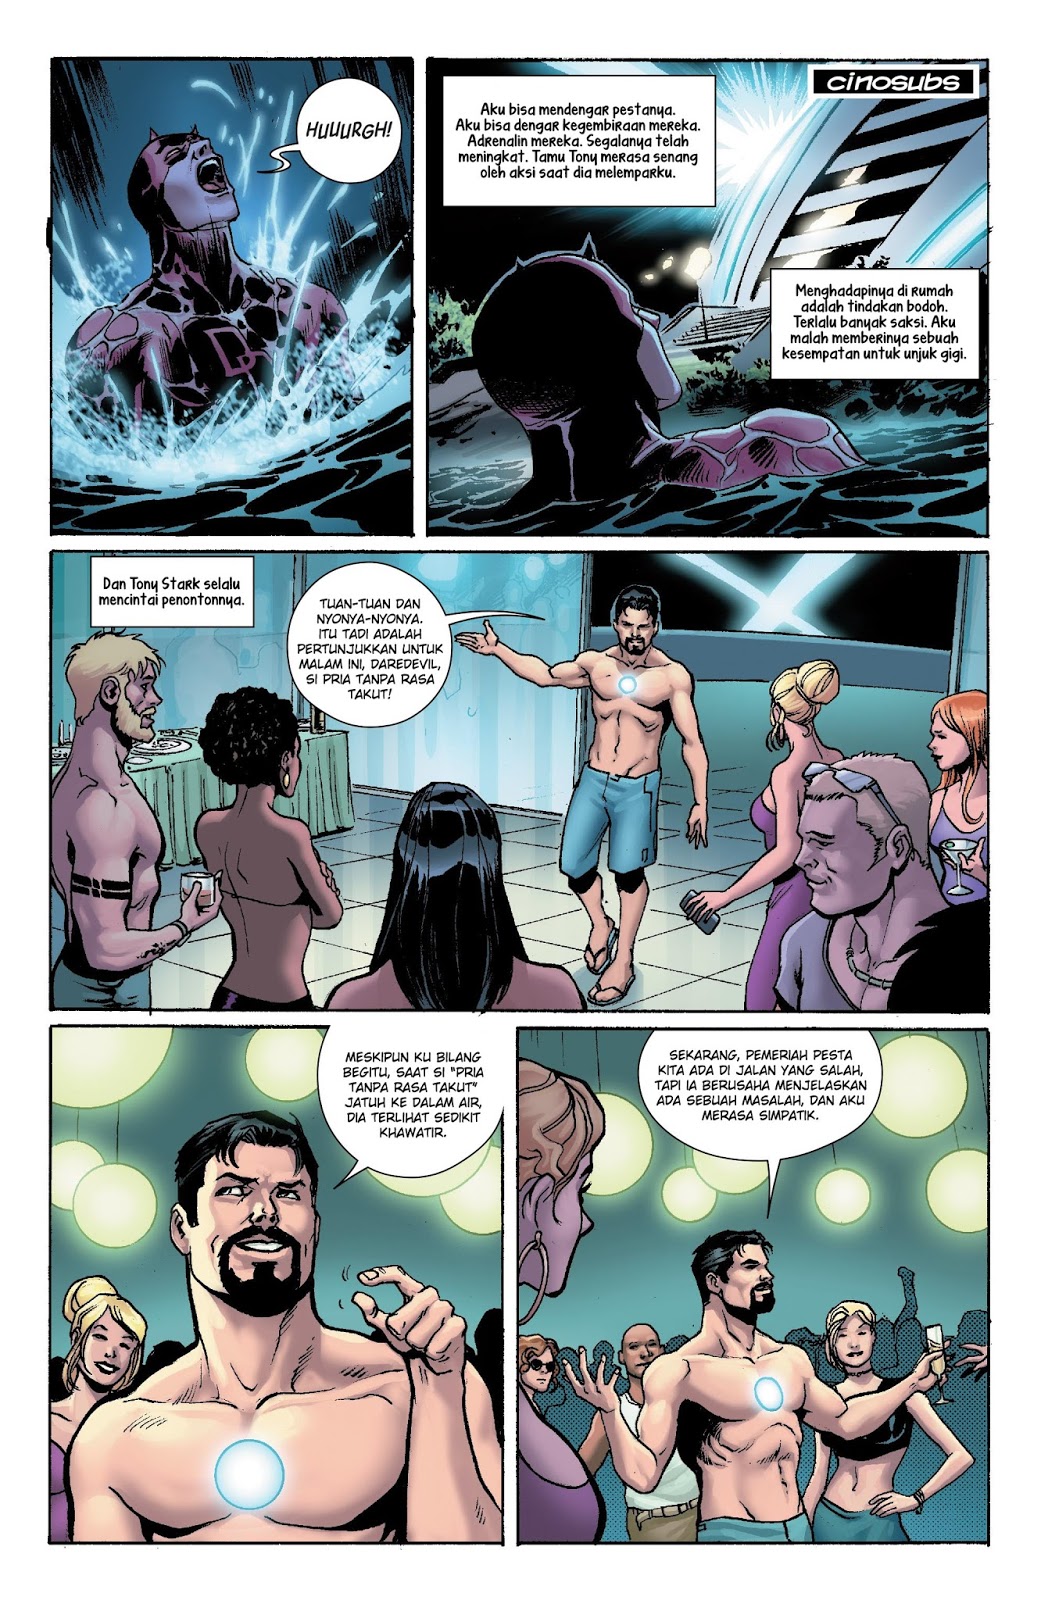 HUUURGH!
cinosubs
Aku bisa mendengar pestanya.
Aku bisa dengar kegembiraan mereka.
Adrenalin mereka. Segalanya telah
meningkat. Tamu Tony merasa senang
oleh aksi saat dia melemparku.
Menghadapinya di rumah
adalah tindakan bodoh.
Terlalu banyak saksi. Aku
malah memberinya sebuah
kesempatan untuk unjuk gigi.
Dan Tony Stark selalu
mencintai penontonnya.
TUAN-TUAN DAN
NYONYA-NYONYA.
ITU TADI ADALAH
PERTUNJUKKAN UNTUK
MALAM INI, DAREDEVIL,
SI PRIA TANPA RASA
TAKUT!
MESKIPUN KU BILANG
BEGITU, SAAT SI "PRIA
TANPA RASA TAKUT"
JATUH KE DALAM AIR,
DIA TERLIHAT SEDIKIT
KHAWATIR.
SEKARANG, PEMERIAH PESTA
KITA ADA DI JALAN YANG SALAH,
TAPI IA BERUSAHA MENJELASKAN
ADA SEBUAH MASALAH, DAN AKU
MERASA SIMPATIK.